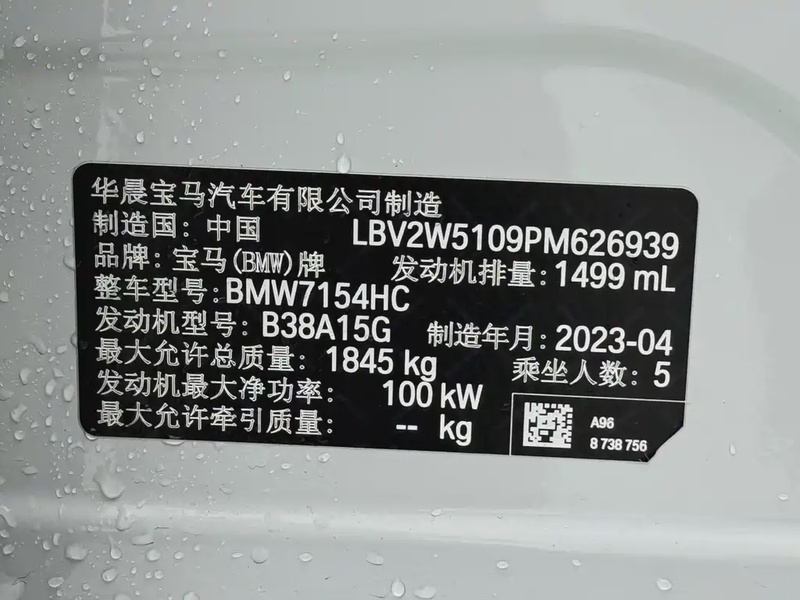 华晨宝马汽车有限公司制造
制造国: 中国 LBV2W5109PM626939
品牌: 宝马(BMW)牌 发动机排量: 1499 mL
整车型号: BMW7154HC
发动机型号: B38A15G 制造年月: 2023-04
最大允许总质量: 1845 kg 乘坐人数: 5
发动机最大净功率: 100 kW
最大允许牵引质量: -- kg
A96
8 738 756